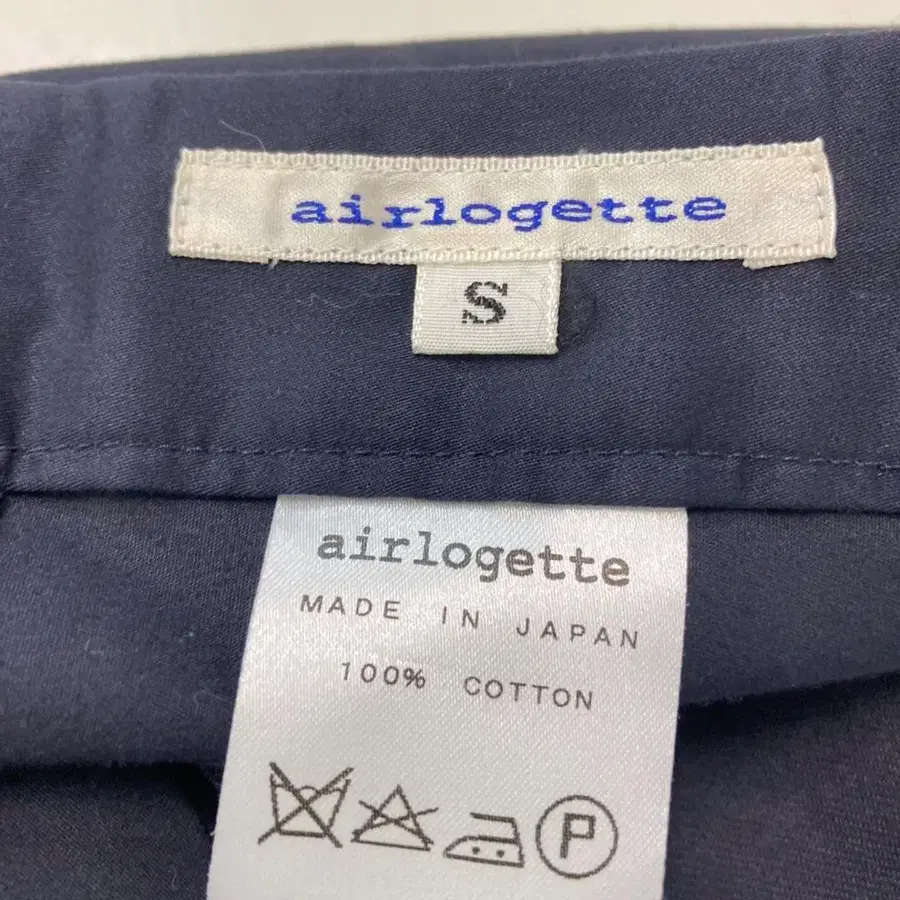 airlogette
S
airlogette
MADE IN JAPAN
100% COTTON
P